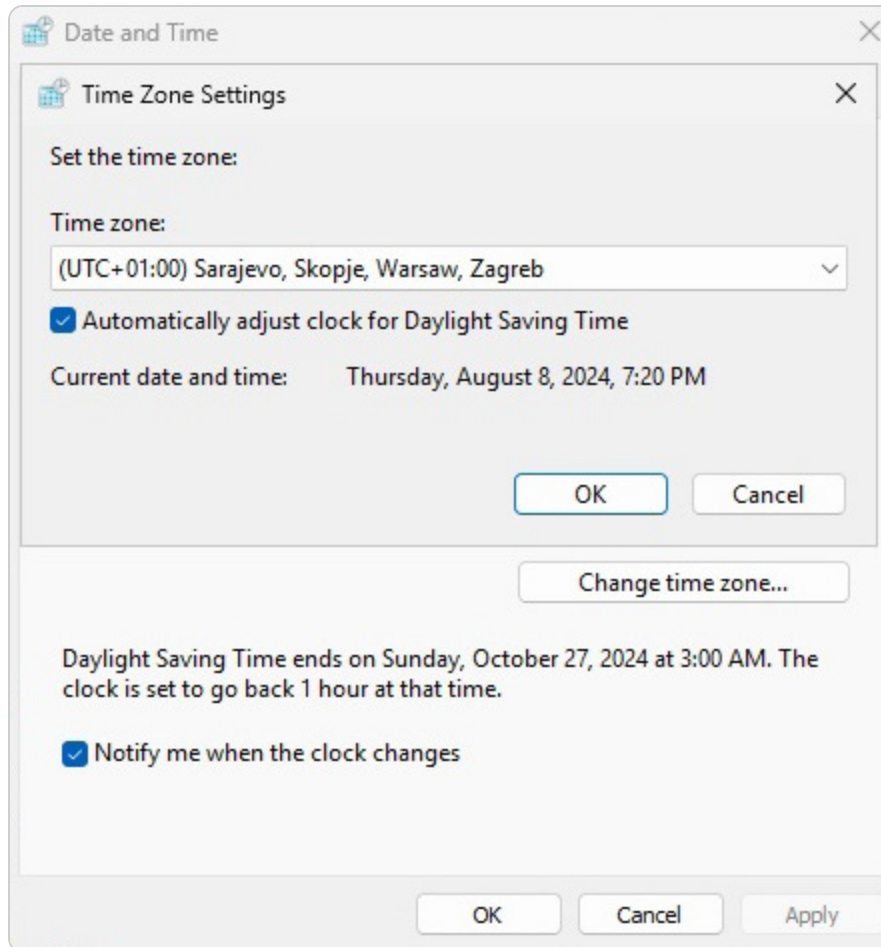 Date and Time
Time Zone Settings
Set the time zone:
Time zone:
(UTC+01:00) Sarajevo, Skopje, Warsaw, Zagreb
Automatically adjust clock for Daylight Saving Time
Current date and time: Thursday, August 8, 2024, 7:20 PM
OK Cancel
Change time zone...
Daylight Saving Time ends on Sunday, October 27, 2024 at 3:00 AM. The
clock is set to go back 1 hour at that time.
Notify me when the clock changes
OK Cancel Apply